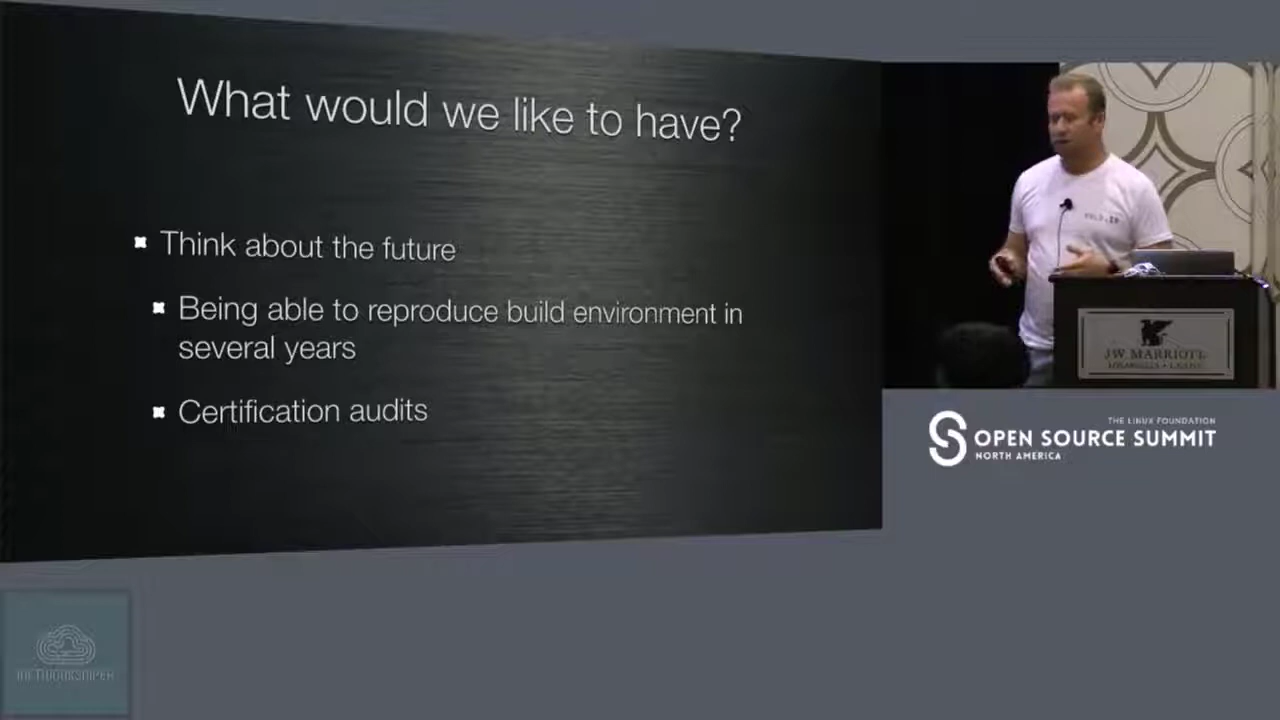 What would we like to have?
Think about the future
Being able to reproduce build environment in
several years
Certification audits
JW MARRIOTT
THE LINUX FOUNDATION
OPEN SOURCE SUMMIT
NORTH AMERICA